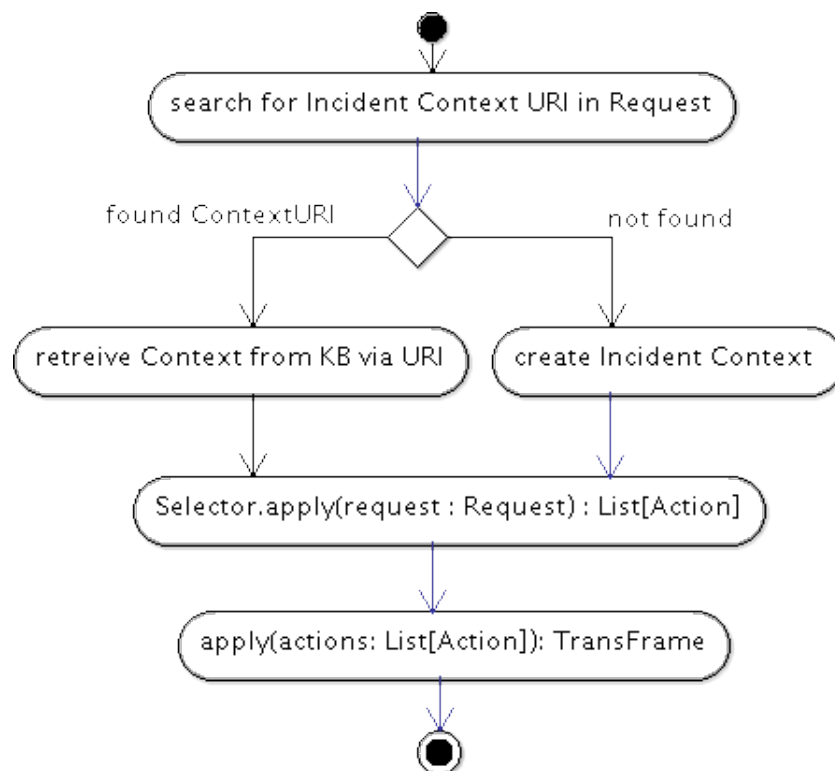 search for Incident Context URI in Request
found ContextURI
not found
retreive Context from KB via URI
create Incident Context
Selector.apply(request : Request) : List[Action]
apply(actions: List[Action]): TransFrame